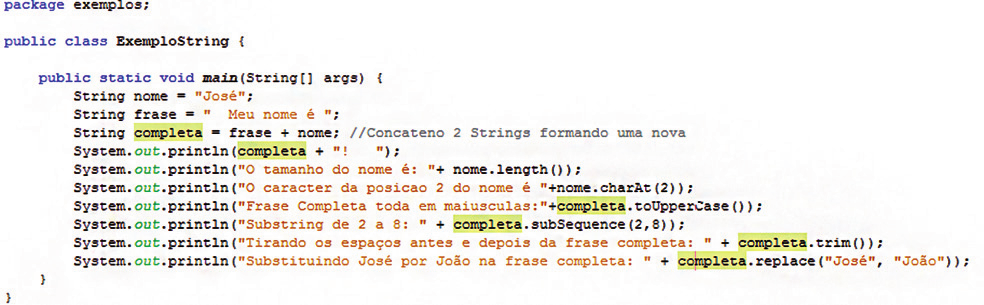 package exemplos;
public class ExemploString {
public static void main(String[] args) {
String nome = "José";
String frase = "  Meu nome é ";
String completa = frase + nome; //Concateno 2 Strings formando uma nova
System.out.println(completa + "!   ");
System.out.println("O tamanho do nome é: "+ nome.length());
System.out.println("O caracter da posicao 2 do nome é "+nome.charAt(2));
System.out.println("Frase Completa toda em maiusculas:"+completa.toUpperCase());
System.out.println("Substring de 2 a 8: " + completa.subSequence(2,8));
System.out.println("Tirando os espaços antes e depois da frase completa: " + completa.trim());
System.out.println("Substituindo José por João na frase completa: " + completa.replace("José", "João"));
}
}